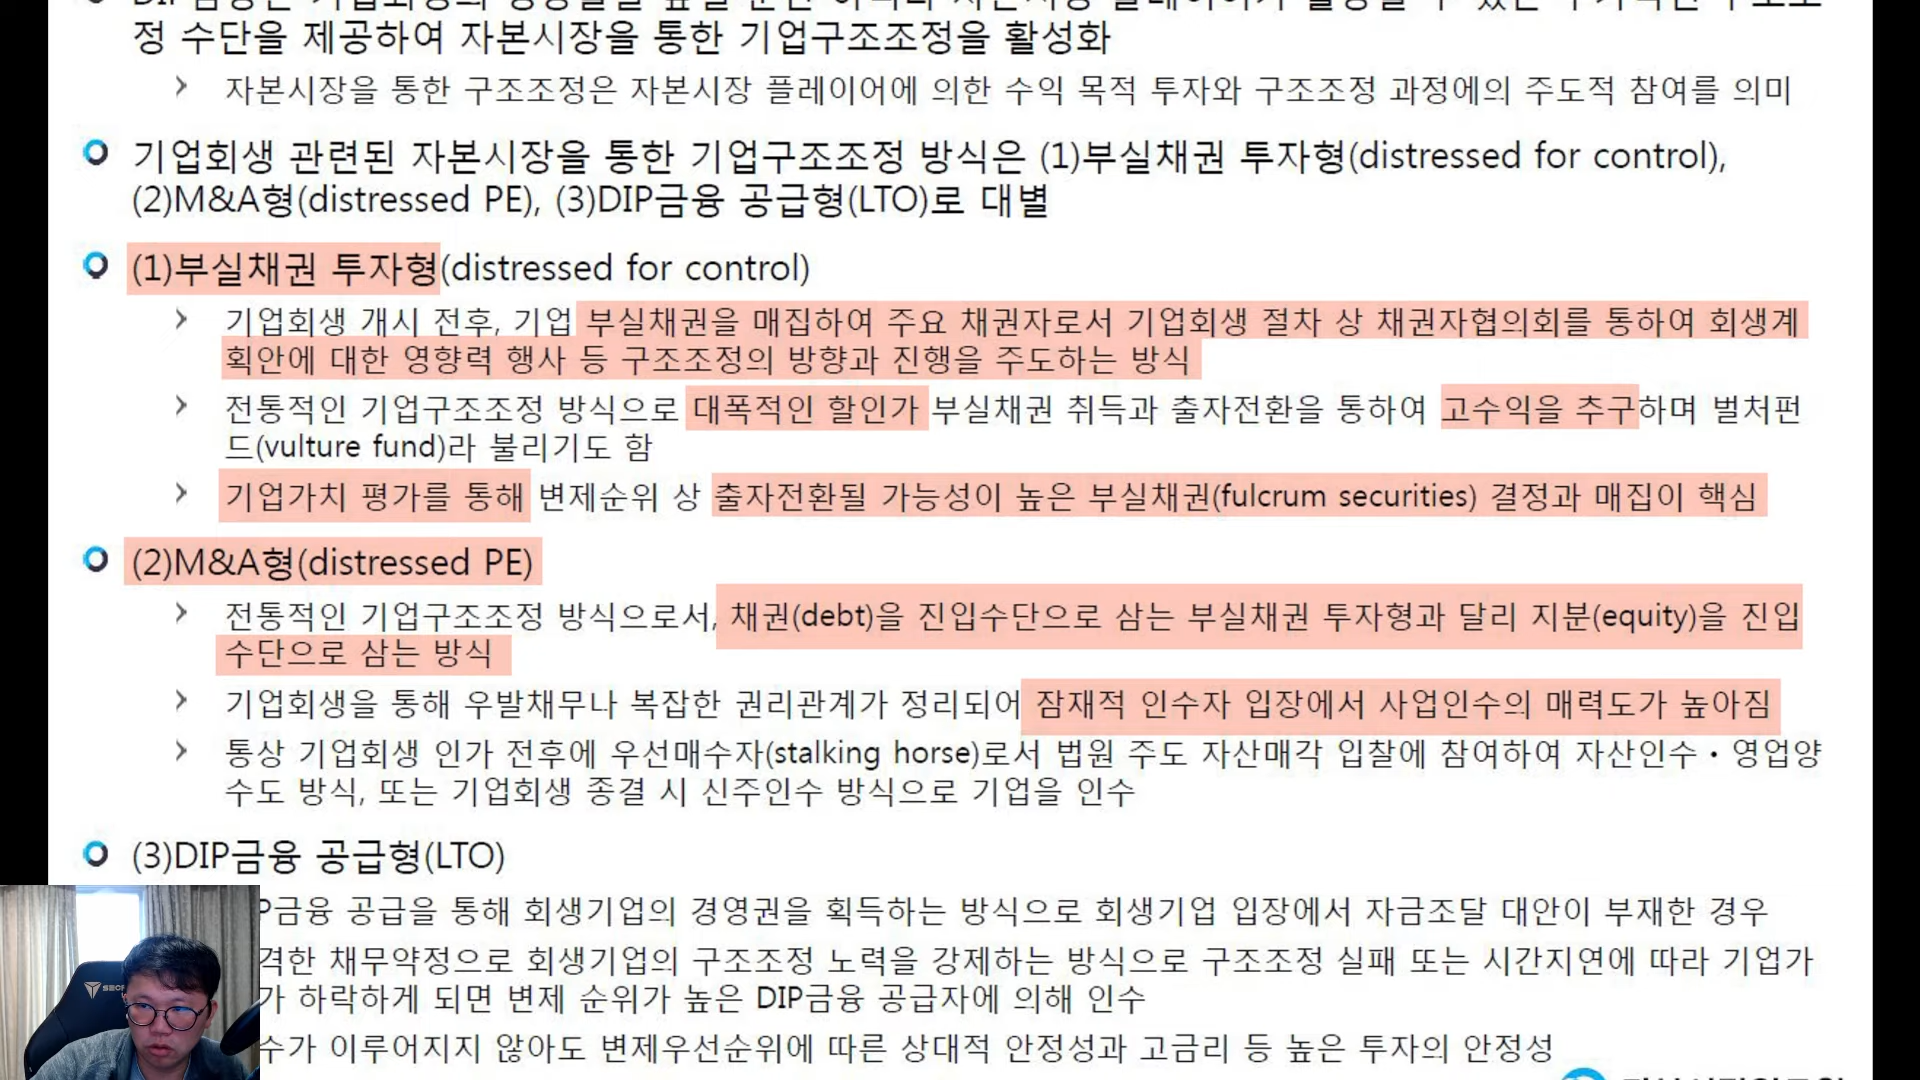 정 수단을 제공하여 자본시장을 통한 기업구조조정을 활성화
자본시장을 통한 구조조정은 자본시장 플레이어에 의한 수익 목적 투자와 구조조정 과정에의 주도적 참여를 의미
기업회생 관련된 자본시장을 통한 기업구조조정 방식은 (1)부실채권 투자형(distressed for control),
(2)M&A형(distressed PE), (3)DIP금융 공급형(LTO)로 대별
(1)부실채권 투자형(distressed for control)
기업회생 개시 전후, 기업 부실채권을 매집하여 주요 채권자로서 기업회생 절차 상 채권자협의회를 통하여 회생계
획안에 대한 영향력 행사 등 구조조정의 방향과 진행을 주도하는 방식
전통적인 기업구조조정 방식으로 대폭적인 할인가 부실채권 취득과 출자전환을 통하여 고수익을 추구하며 벌처펀
드(vulture fund)라 불리기도 함
기업가치 평가를 통해 변제순위 상 출자전환될 가능성이 높은 부실채권(fulcrum securities) 결정과 매집이 핵심
(2)M&A형(distressed PE)
전통적인 기업구조조정 방식으로서, 채권(debt)을 진입수단으로 삼는 부실채권 투자형과 달리 지분(equity)을 진입
수단으로 삼는 방식
기업회생을 통해 우발채무나 복잡한 권리관계가 정리되어 잠재적 인수자 입장에서 사업인수의 매력도가 높아짐
통상 기업회생 인가 전후에 우선매수자(stalking horse)로서 법원 주도 자산매각 입찰에 참여하여 자산인수・영업양
수도 방식, 또는 기업회생 종결 시 신주인수 방식으로 기업을 인수
(3)DIP금융 공급형(LTO)
P금융 공급을 통해 회생기업의 경영권을 획득하는 방식으로 회생기업 입장에서 자금조달 대안이 부재한 경우
격한 채무약정으로 회생기업의 구조조정 노력을 강제하는 방식으로 구조조정 실패 또는 시간지연에 따라 기업가
가 하락하게 되면 변제 순위가 높은 DIP금융 공급자에 의해 인수
수가 이루어지지 않아도 변제우선순위에 따른 상대적 안정성과 고금리 등 높은 투자의 안정성